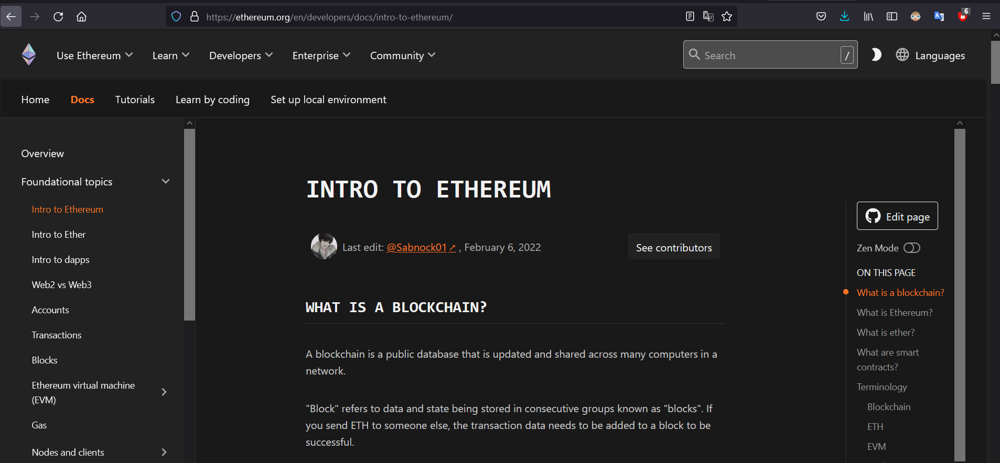 https://ethereum.org/en/developers/docs/intro-to-ethereum/
6
Use Ethereum
Learn
Developers
Enterprise
Community
Search
/
Languages
Home
Docs
Tutorials
Learn by coding
Set up local environment
Overview
Foundational topics
Intro to Ethereum
Intro to Ether
Intro to dapps
Web2 vs Web3
Accounts
Transactions
Blocks
Ethereum virtual machine
(EVM)
Gas
Nodes and clients
INTRO TO ETHEREUM
Last edit: @Sabnock01↗ , February 6, 2022
See contributors
WHAT IS A BLOCKCHAIN?
A blockchain is a public database that is updated and shared across many computers in a
network.
"Block" refers to data and state being stored in consecutive groups known as "blocks". If
you send ETH to someone else, the transaction data needs to be added to a block to be
successful.
Edit page
Zen Mode
ON THIS PAGE
What is a blockchain?
What is Ethereum?
What is ether?
What are smart
contracts?
Terminology
Blockchain
ETH
EVM